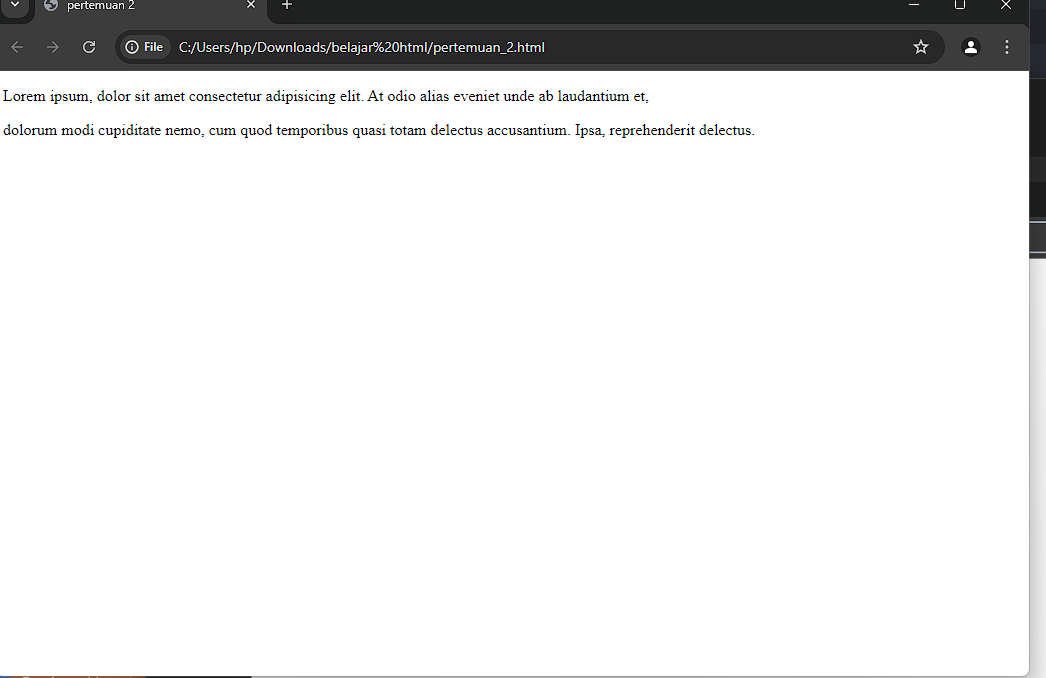 pertemuan 2
File C:/Users/hp/Downloads/belajar%20html/pertemuan_2.html
Lorem ipsum, dolor sit amet consectetur adipisicing elit. At odio alias eveniet unde ab laudantium et,
dolorum modi cupiditate nemo, cum quod temporibus quasi totam delectus accusantium. Ipsa, reprehenderit delectus.